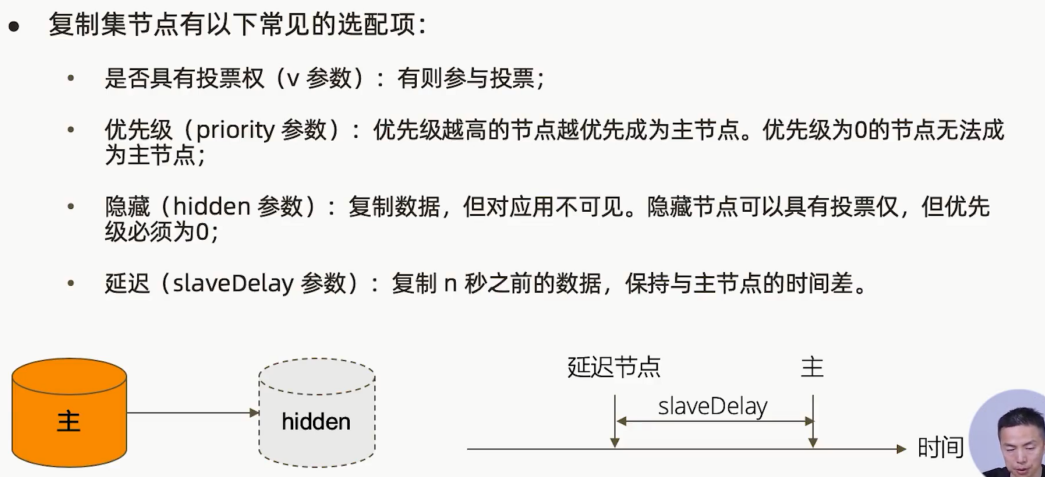 ● 复制集节点有以下常见的选配项：
• 是否具有投票权（v 参数）：有则参与投票；
• 优先级（priority 参数）：优先级越高的节点越优先成为主节点。优先级为0的节点无法成
为主节点；
• 隐藏（hidden 参数）：复制数据，但对应用不可见。隐藏节点可以具有投票仅，但优先
级必须为0；
• 延迟（slaveDelay 参数）：复制 n 秒之前的数据，保持与主节点的时间差。
主
hidden
延迟节点
主
slaveDelay
时间